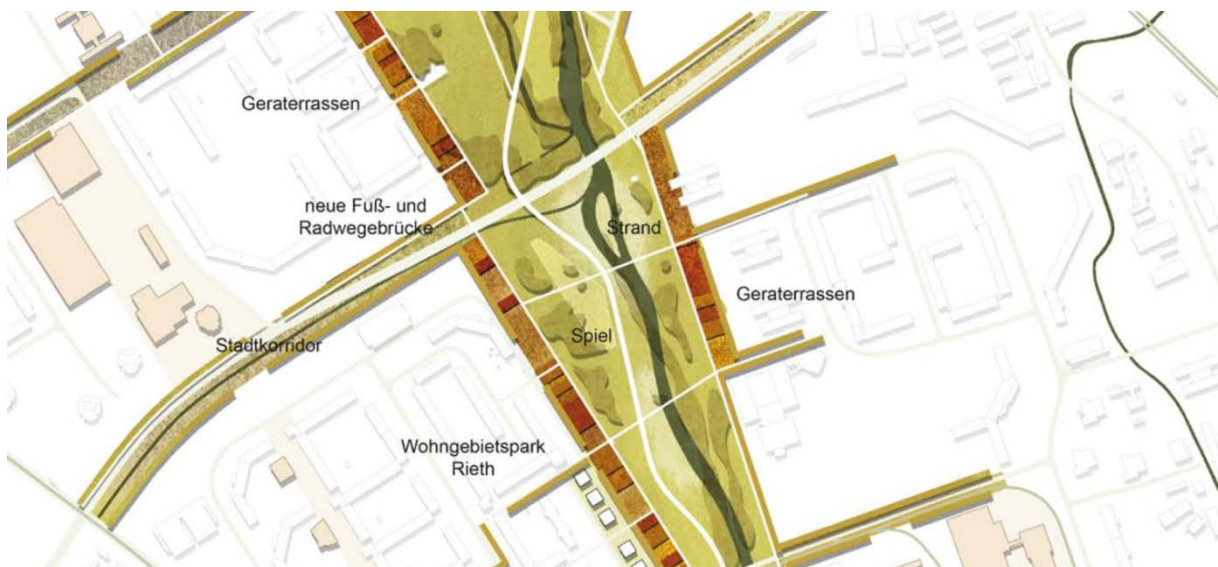 Geraterrassen
neue Fuß- und
Radwegebrücke
Strand
Geraterrassen
Spiel
Stadtkorridor
Wohngebietspark
Rieth